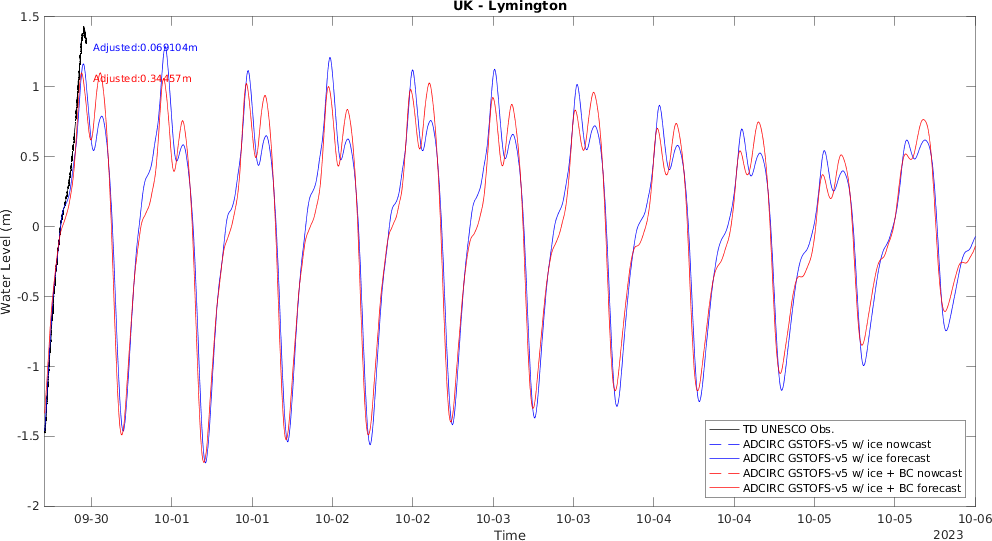 UK - Lymington
1.5
1
0.5
0
-0.5
-1
-1.5
-2
Water Level (m)
Adjusted:0.069104m
Adjusted:0.34457m
TD UNESCO Obs.
ADCIRC GSTOFS-v5 w/ ice nowcast
ADCIRC GSTOFS-v5 w/ ice forecast
ADCIRC GSTOFS-v5 w/ ice + BC nowcast
ADCIRC GSTOFS-v5 w/ ice + BC forecast
09-30 10-01 10-01 10-02 10-02 10-03 10-03 10-04 10-04 10-05 10-05 10-06
Time
2023